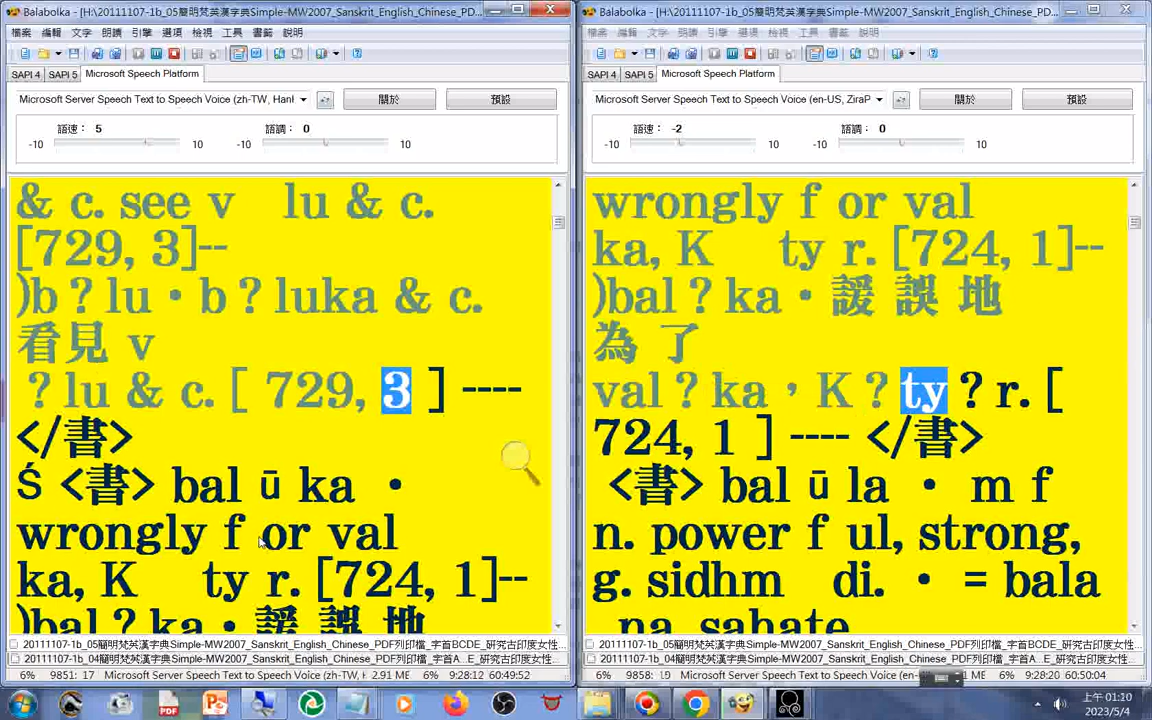 Balabolka - [H:\20111107-1b_05簡明梵英漢字典Simple-MW2007_Sanskrit_English_Chinese_PD...
檔案 編輯 文字 朗讀 引擎 選項 檢視 工具 書籤 說明
SAPI 4 SAPI 5 Microsoft Speech Platform
Microsoft Server Speech Text to Speech Voice (zh-TW, HanH 關於 預設
語速： 5 語調： 0
-10 10 -10 10
& c. see v lu & c.
[729, 3]--
)b ? lu • b ? luka & c.
看見 v
? lu & c. [ 729, 3 ] ----
</書>
Ś <書> bal ū ka •
wrongly f or val
ka, K ty r. [724, 1]--
)bal ? ka • 謾 誤 地
20111107-1b_05簡明梵英漢字典Simple-MW2007_Sanskrit_English_Chinese_PDF列印檔_字首BCDE_研究古印度女性...
20111107-1b_04簡明梵英漢字典Simple-MW2007_Sanskrit_English_Chinese_PDF列印檔_字首A...E_研究古印度女性...
6% 9851: 17 Microsoft Server Speech Text to Speech Voice (zh-TW, 2.91 MB 6% 9:28:12 60:49:52
Balabolka - [H:\20111107-1b_05簡明梵英漢字典Simple-MW2007_Sanskrit_English_Chinese_PD...
檔案 編輯 文字 朗讀 引擎 選項 檢視 工具 書籤 說明
SAPI 4 SAPI 5 Microsoft Speech Platform
Microsoft Server Speech Text to Speech Voice (en-US, ZiraP 關於 預設
語速： -2 語調： 0
-10 10 -10 10
wrongly f or val
ka, K ty r. [724, 1]--
)bal ? ka • 謾 誤 地
為 了
val ? ka , K ? ty ? r. [
724, 1 ] ---- </書>
<書> bal ū la • m f
n. power f ul, strong,
g. sidhm di. • = bala
na sabate
20111107-1b_05簡明梵英漢字典Simple-MW2007_Sanskrit_English_Chinese_PDF列印檔_字首BCDE_研究古印度女性...
20111107-1b_04簡明梵英漢字典Simple-MW2007_Sanskrit_English_Chinese_PDF列印檔_字首A...E_研究古印度女性...
6% 9858: Microsoft Server Speech Text to Speech Voice (en-US, 6% 9:28:20 60:50:04
PDF
上午 01:10
2023/5/4